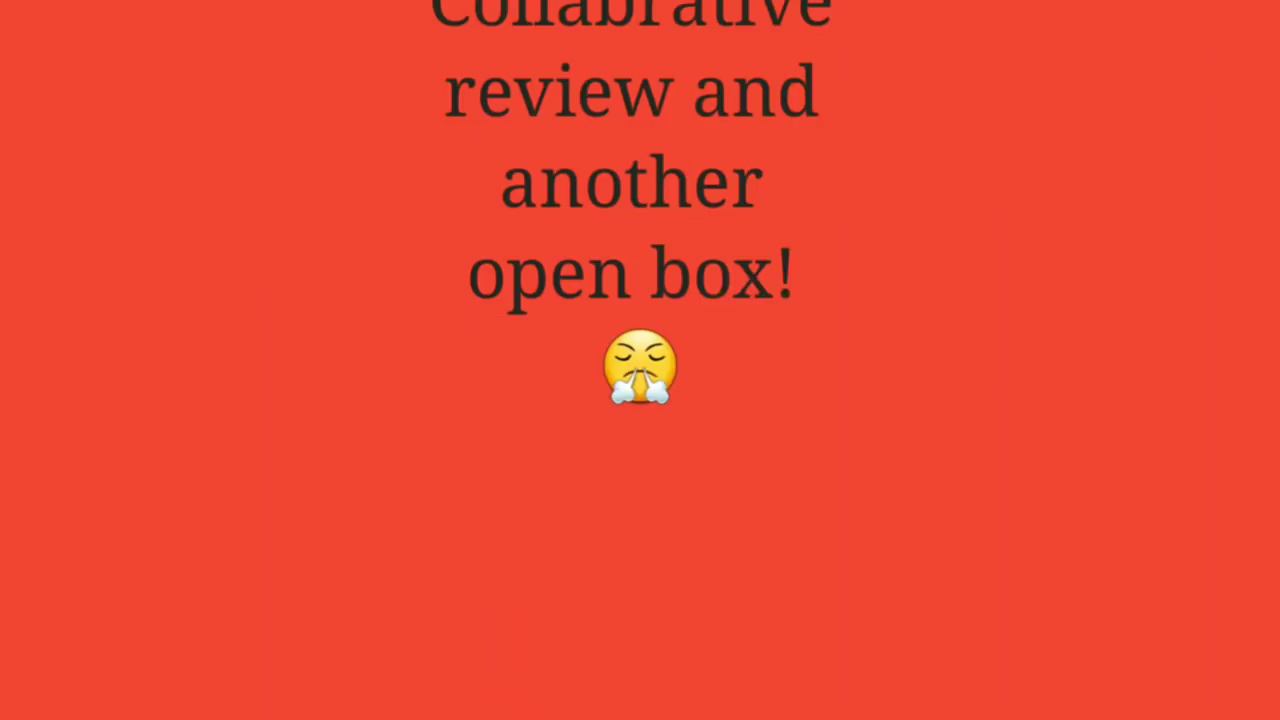 Collabrative
review and
another
open box!
😤